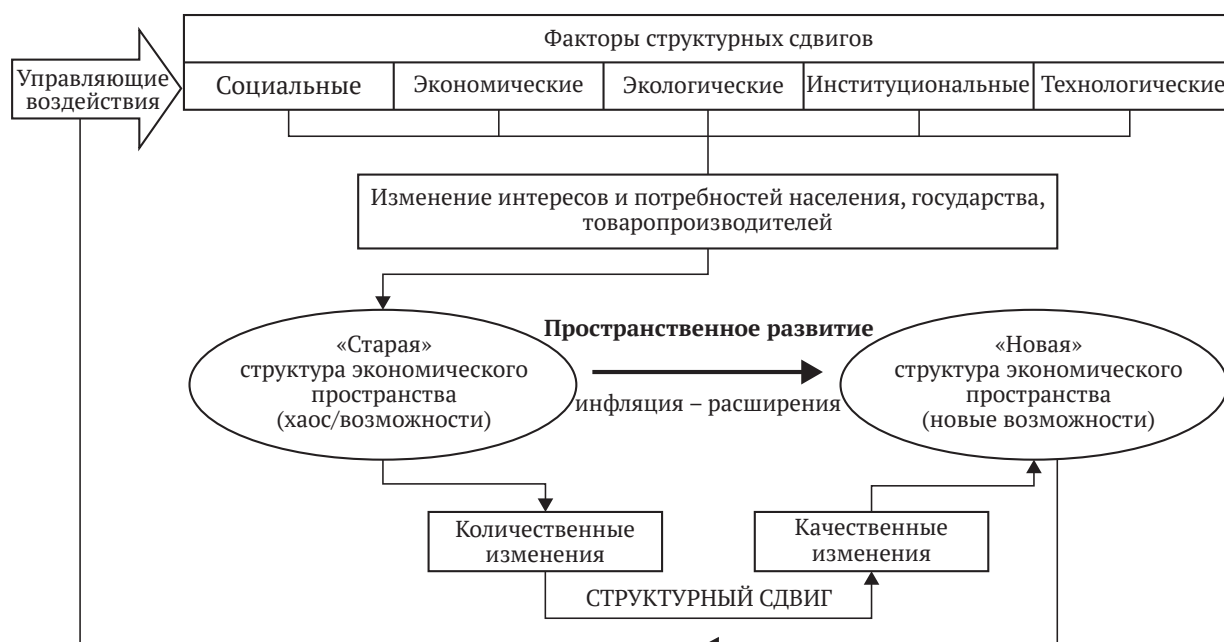 Факторы структурных сдвигов
Управляющие
воздействия
Социальные
Экономические
Экологические
Институциональные
Технологические
Изменение интересов и потребностей населения, государства,
товаропроизводителей
Пространственное развитие
«Старая»
структура экономического
пространства
(хаос/возможности)
инфляция – расширения
«Новая»
структура экономического
пространства
(новые возможности)
Количественные
изменения
Качественные
изменения
СТРУКТУРНЫЙ СДВИГ